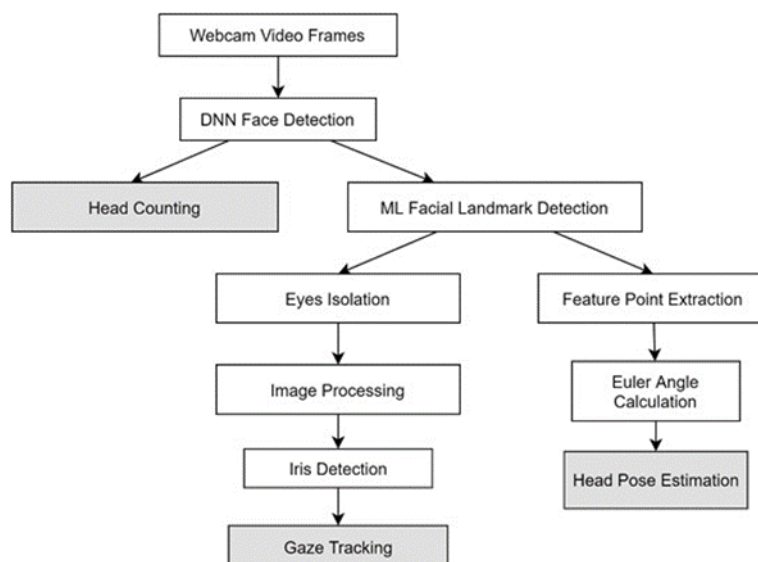 Webcam Video Frames
DNN Face Detection
Head Counting
ML Facial Landmark Detection
Eyes Isolation
Feature Point Extraction
Image Processing
Euler Angle
Calculation
Iris Detection
Head Pose Estimation
Gaze Tracking